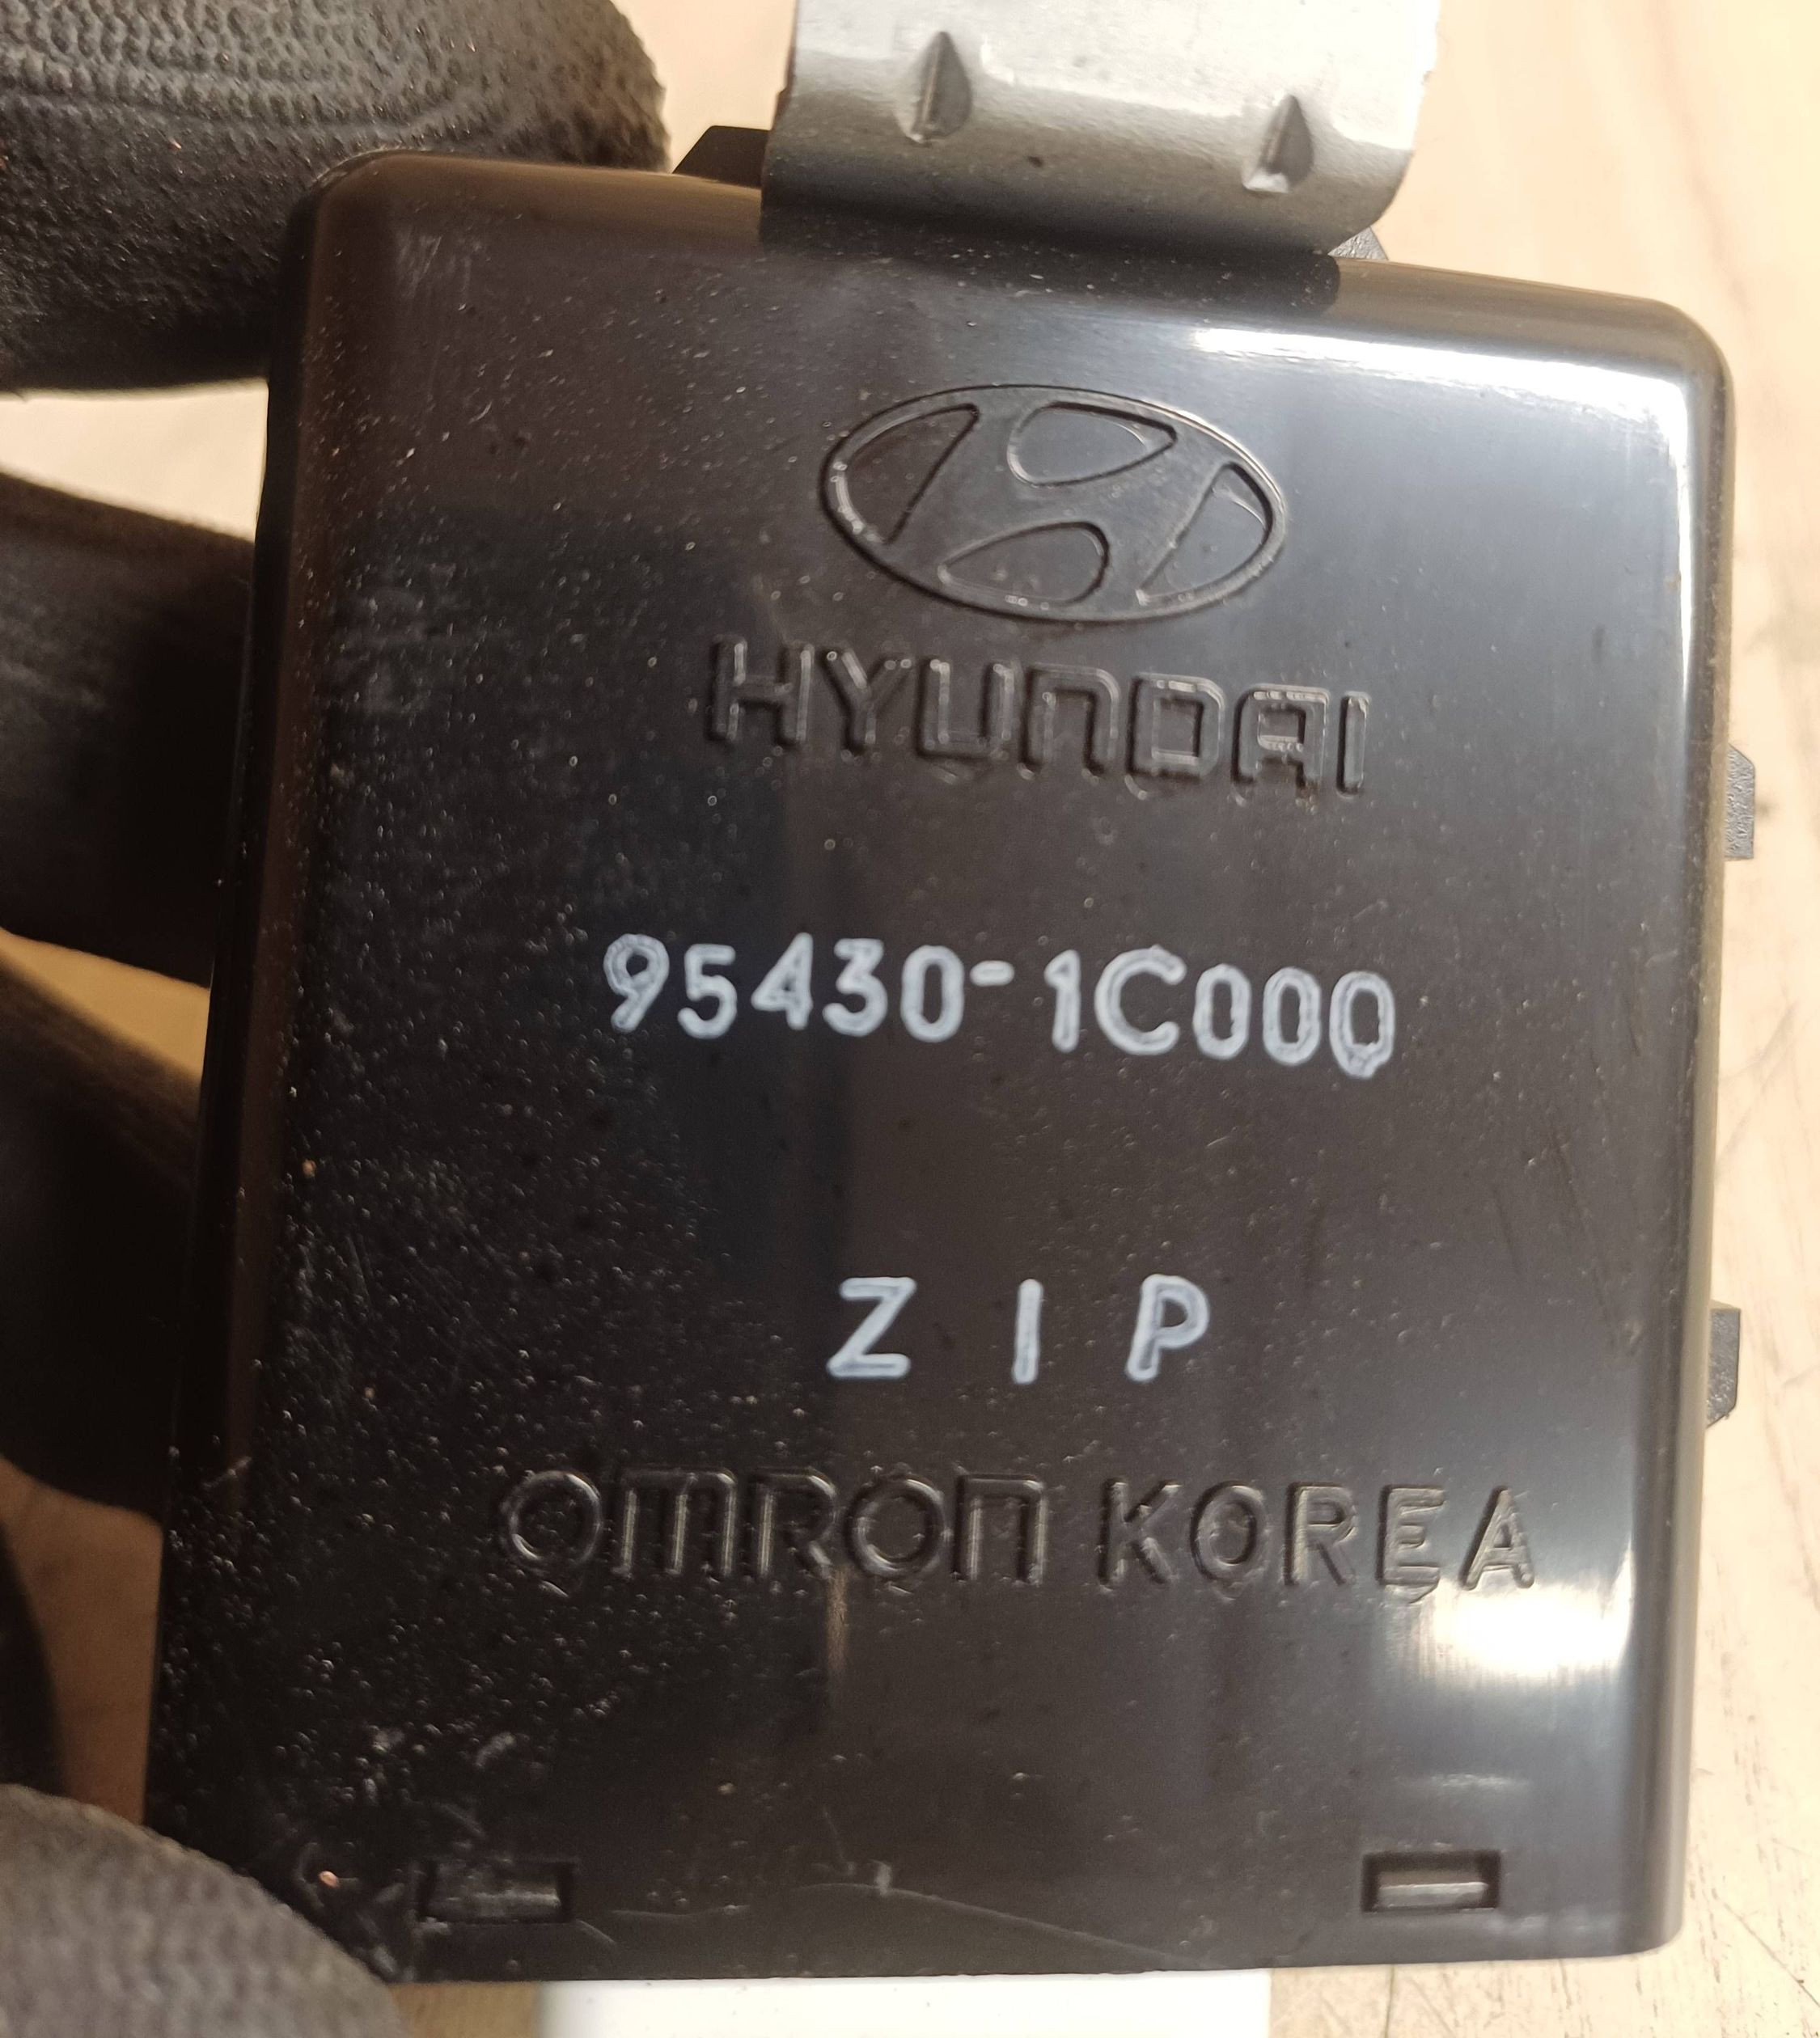 HYUNDAI
95430-1C000
ZIP
OMRON KOREA